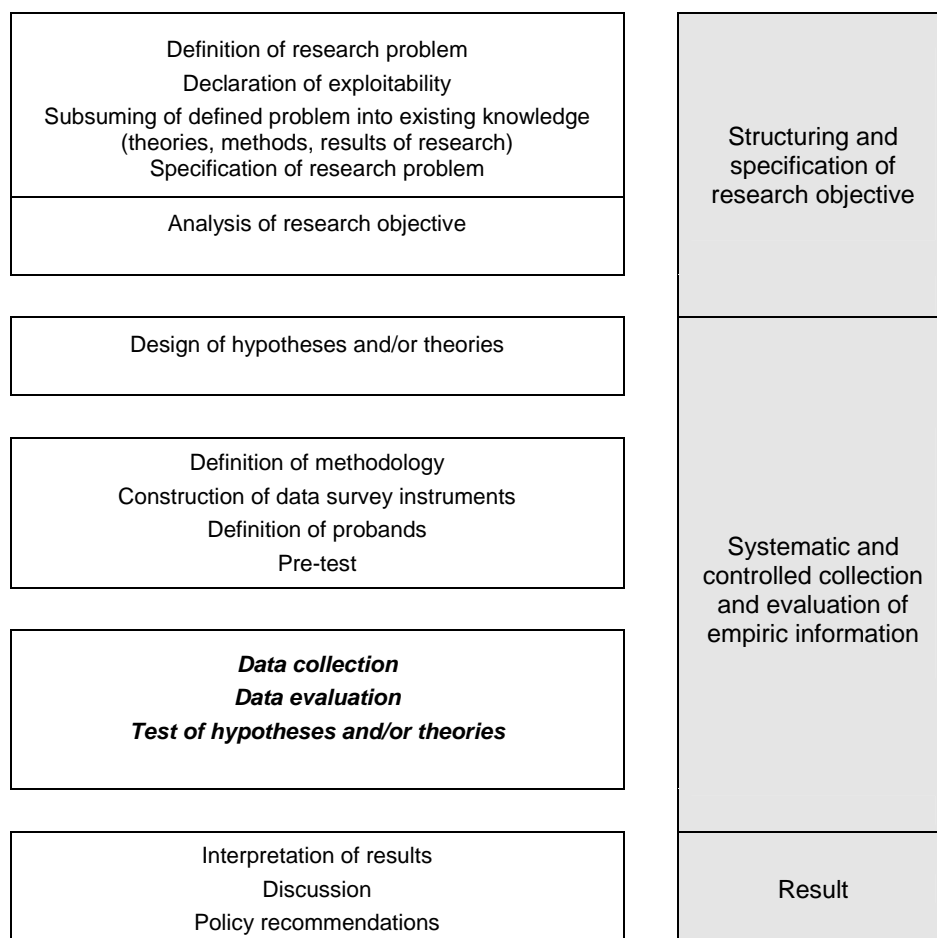 Definition of research problem
Declaration of exploitability
Subsuming of defined problem into existing knowledge
(theories, methods, results of research)
Specification of research problem
Analysis of research objective
Structuring and
specification of
research objective
Design of hypotheses and/or theories
Definition of methodology
Construction of data survey instruments
Definition of probands
Pre-test
Data collection
Data evaluation
Test of hypotheses and/or theories
Systematic and
controlled collection
and evaluation of
empiric information
Interpretation of results
Discussion
Policy recommendations
Result